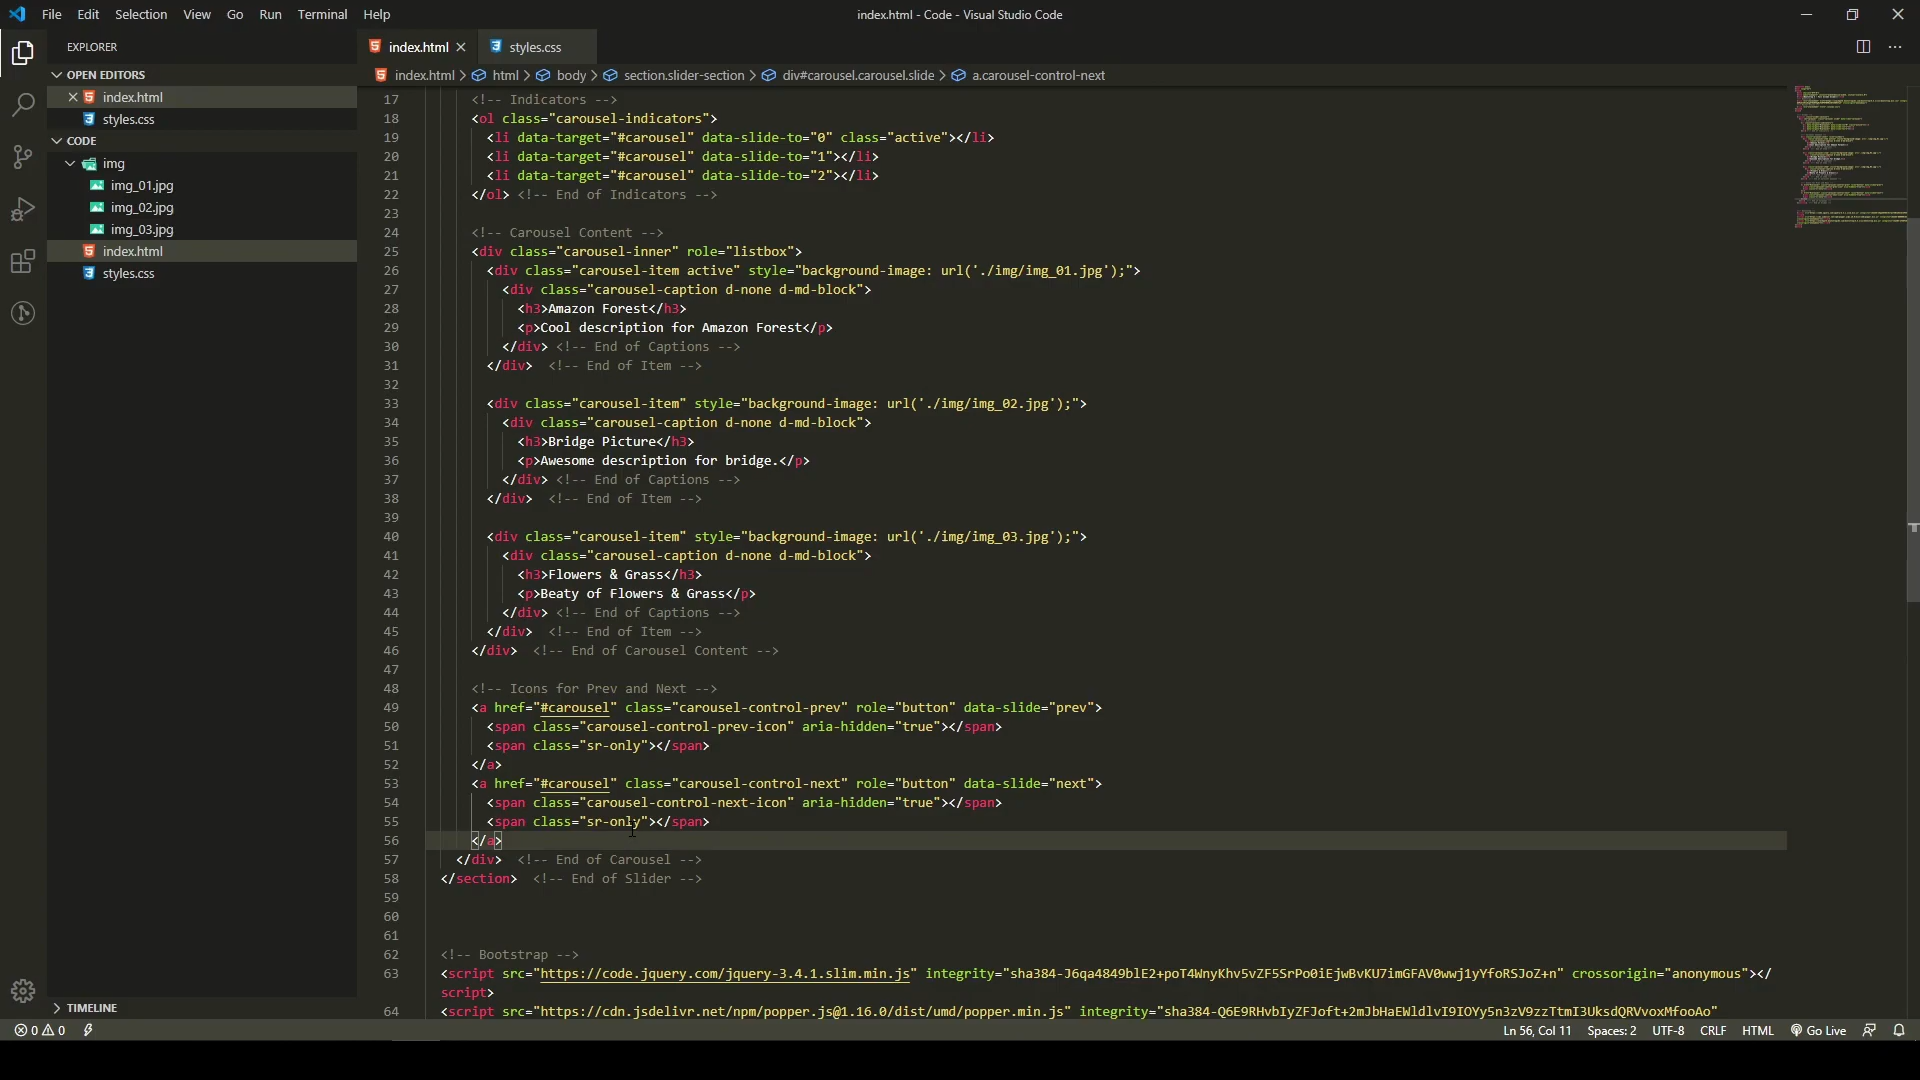 File Edit Selection View Go Run Terminal Help
index.html - Code - Visual Studio Code
EXPLORER
OPEN EDITORS
index.html
styles.css
CODE
img
img_01.jpg
img_02.jpg
img_03.jpg
index.html
styles.css
TIMELINE
index.html
styles.css
index.html > html > body > section.slider-section > div#carousel.carousel.slide > a.carousel-control-next
17 <!-- Indicators -->
18 <ol class="carousel-indicators">
19 <li data-target="#carousel" data-slide-to="0" class="active"></li>
20 <li data-target="#carousel" data-slide-to="1"></li>
21 <li data-target="#carousel" data-slide-to="2"></li>
22 </ol> <!-- End of Indicators -->
23
24 <!-- Carousel Content -->
25 <div class="carousel-inner" role="listbox">
26 <div class="carousel-item active" style="background-image: url('./img/img_01.jpg');">
27 <div class="carousel-caption d-none d-md-block">
28 <h3>Amazon Forest</h3>
29 <p>Cool description for Amazon Forest</p>
30 </div> <!-- End of Captions -->
31 </div> <!-- End of Item -->
32
33 <div class="carousel-item" style="background-image: url('./img/img_02.jpg');">
34 <div class="carousel-caption d-none d-md-block">
35 <h3>Bridge Picture</h3>
36 <p>Awesome description for bridge.</p>
37 </div> <!-- End of Captions -->
38 </div> <!-- End of Item -->
39
40 <div class="carousel-item" style="background-image: url('./img/img_03.jpg');">
41 <div class="carousel-caption d-none d-md-block">
42 <h3>Flowers & Grass</h3>
43 <p>Beaty of Flowers & Grass</p>
44 </div> <!-- End of Captions -->
45 </div> <!-- End of Item -->
46 </div> <!-- End of Carousel Content -->
47
48 <!-- Icons for Prev and Next -->
49 <a href="#carousel" class="carousel-control-prev" role="button" data-slide="prev">
50 <span class="carousel-control-prev-icon" aria-hidden="true"></span>
51 <span class="sr-only"></span>
52 </a>
53 <a href="#carousel" class="carousel-control-next" role="button" data-slide="next">
54 <span class="carousel-control-next-icon" aria-hidden="true"></span>
55 <span class="sr-only"></span>
56 </a>
57 </div> <!-- End of Carousel -->
58 </section> <!-- End of Slider -->
59
60
61
62 <!-- Bootstrap -->
63 <script src="https://code.jquery.com/jquery-3.4.1.slim.min.js" integrity="sha384-J6qa4849blE2+poT4WnyKhv5vZF5SrPo0iEjwBvKU7imGFAV0wwj1yYfoRSJoZ+n" crossorigin="anonymous"></
script>
64 <script src="https://cdn.jsdelivr.net/npm/popper.js@1.16.0/dist/umd/popper.min.js" integrity="sha384-Q6E9RHvbIyZFJoft+2mJbHaEWldlvI9IOYy5n3zV9zzTtmI3UksdQRVvoxMfooAo"
0 0
Ln 56, Col 11 Spaces: 2 UTF-8 CRLF HTML Go Live